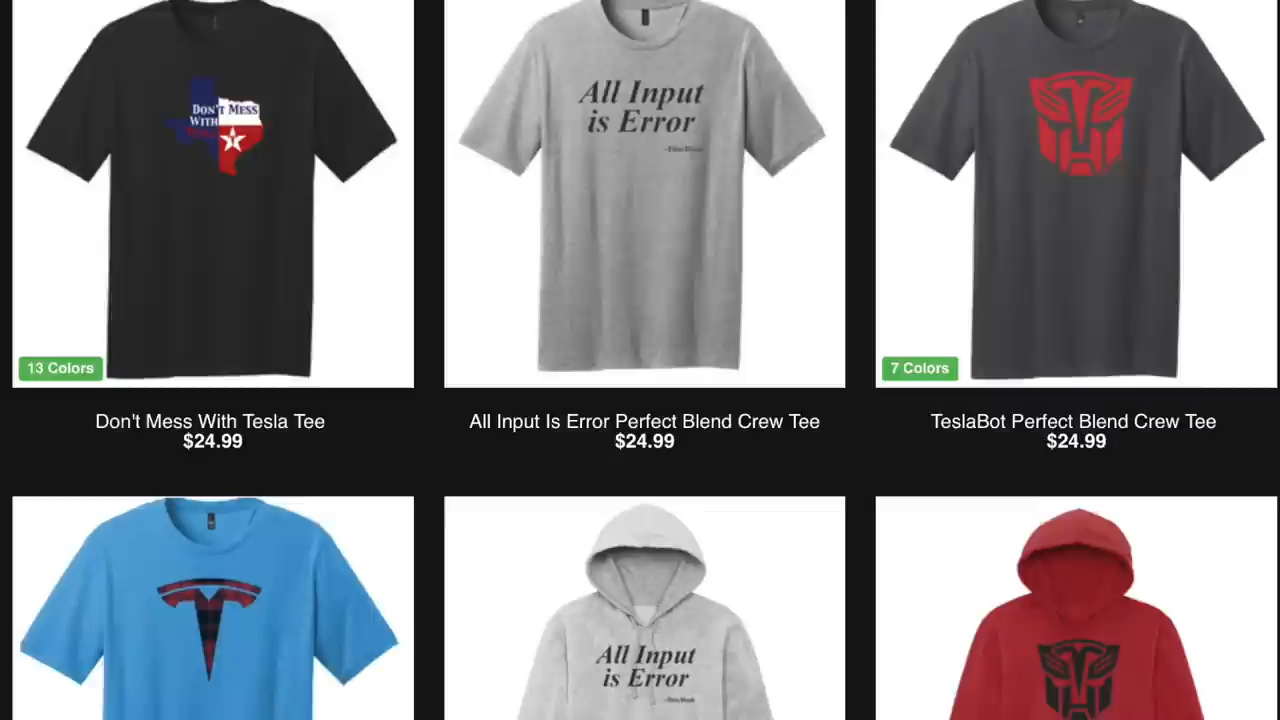 DON'T MESS
WITH
All Input
is Error
13 Colors
7 Colors
Don't Mess With Tesla Tee
$24.99
All Input Is Error Perfect Blend Crew Tee
$24.99
TeslaBot Perfect Blend Crew Tee
$24.99
All Input
is Error